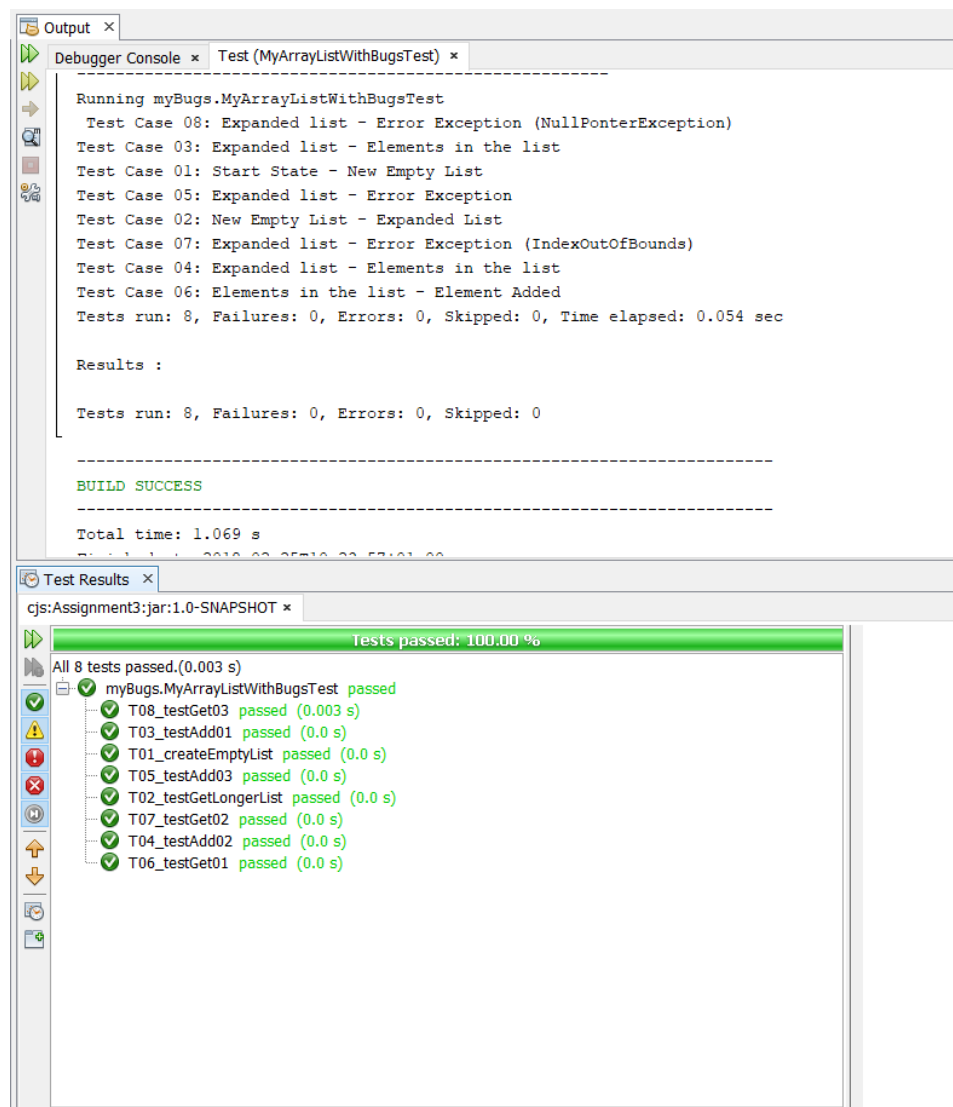 Output
Debugger Console
Test (MyArrayListWithBugsTest)
-------------------------------------------------------
Running myBugs.MyArrayListWithBugsTest
Test Case 08: Expanded list - Error Exception (NullPonterException)
Test Case 03: Expanded list - Elements in the list
Test Case 01: Start State - New Empty List
Test Case 05: Expanded list - Error Exception
Test Case 02: New Empty List - Expanded List
Test Case 07: Expanded list - Error Exception (IndexOutOfBounds)
Test Case 04: Expanded list - Elements in the list
Test Case 06: Elements in the list - Element Added
Tests run: 8, Failures: 0, Errors: 0, Skipped: 0, Time elapsed: 0.054 sec
Results :
Tests run: 8, Failures: 0, Errors: 0, Skipped: 0
------------------------------------------------------------------------
BUILD SUCCESS
------------------------------------------------------------------------
Total time: 1.069 s
Test Results
cjs:Assignment3:jar:1.0-SNAPSHOT
Tests passed: 100.00 %
All 8 tests passed.(0.003 s)
myBugs.MyArrayListWithBugsTest passed
T08_testGet03 passed (0.003 s)
T03_testAdd01 passed (0.0 s)
T01_createEmptyList passed (0.0 s)
T05_testAdd03 passed (0.0 s)
T02_testGetLongerList passed (0.0 s)
T07_testGet02 passed (0.0 s)
T04_testAdd02 passed (0.0 s)
T06_testGet01 passed (0.0 s)